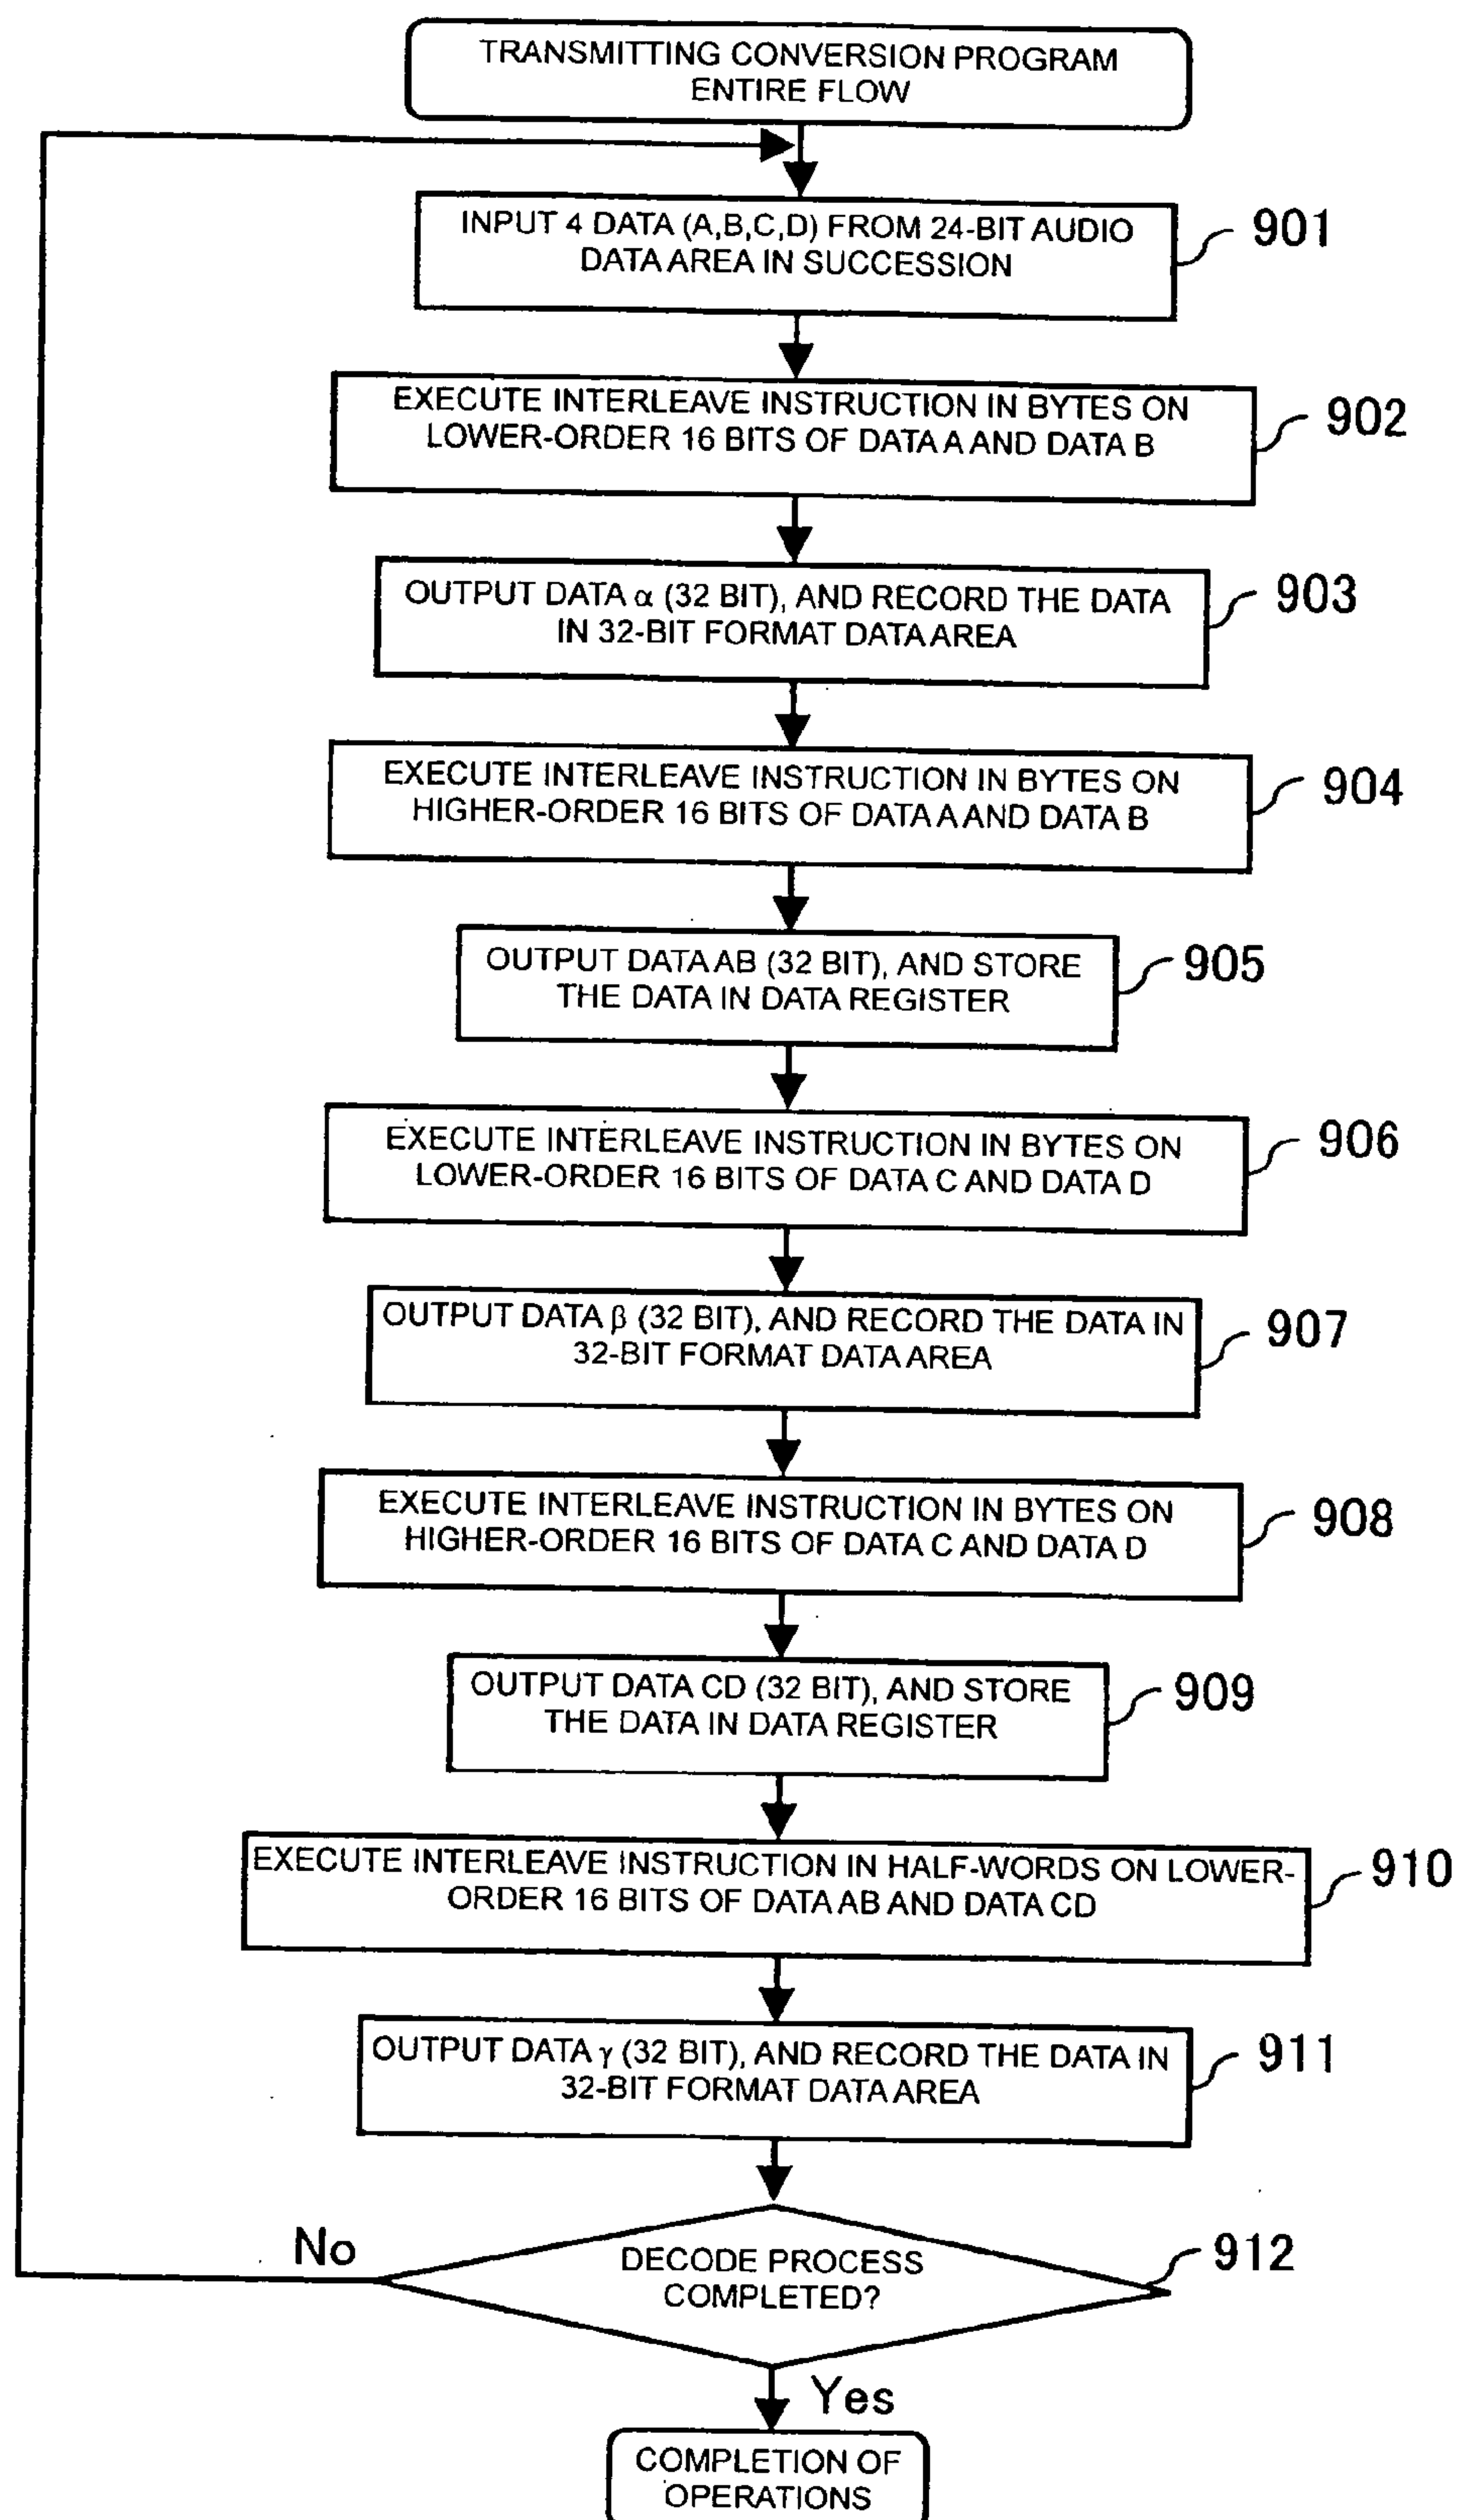 TRANSMITTING CONVERSION PROGRAM
ENTIRE FLOW
INPUT 4 DATA (A,B,C,D) FROM 24-BIT AUDIO
DATA AREA IN SUCCESSION
901
EXECUTE INTERLEAVE INSTRUCTION IN BYTES ON
LOWER-ORDER 16 BITS OF DATA A AND DATA B
902
OUTPUT DATA α (32 BIT), AND RECORD THE DATA
IN 32-BIT FORMAT DATA AREA
903
EXECUTE INTERLEAVE INSTRUCTION IN BYTES ON
HIGHER-ORDER 16 BITS OF DATA A AND DATA B
904
OUTPUT DATA AB (32 BIT), AND STORE
THE DATA IN DATA REGISTER
905
EXECUTE INTERLEAVE INSTRUCTION IN BYTES ON
LOWER-ORDER 16 BITS OF DATA C AND DATA D
906
OUTPUT DATA β (32 BIT), AND RECORD THE DATA IN
32-BIT FORMAT DATA AREA
907
EXECUTE INTERLEAVE INSTRUCTION IN BYTES ON
HIGHER-ORDER 16 BITS OF DATA C AND DATA D
908
OUTPUT DATA CD (32 BIT), AND STORE
THE DATA IN DATA REGISTER
909
EXECUTE INTERLEAVE INSTRUCTION IN HALF-WORDS ON LOWER-
ORDER 16 BITS OF DATA AB AND DATA CD
910
OUTPUT DATA γ (32 BIT), AND RECORD THE DATA IN
32-BIT FORMAT DATA AREA
911
No
DECODE PROCESS
COMPLETED?
912
Yes
COMPLETION OF
OPERATIONS